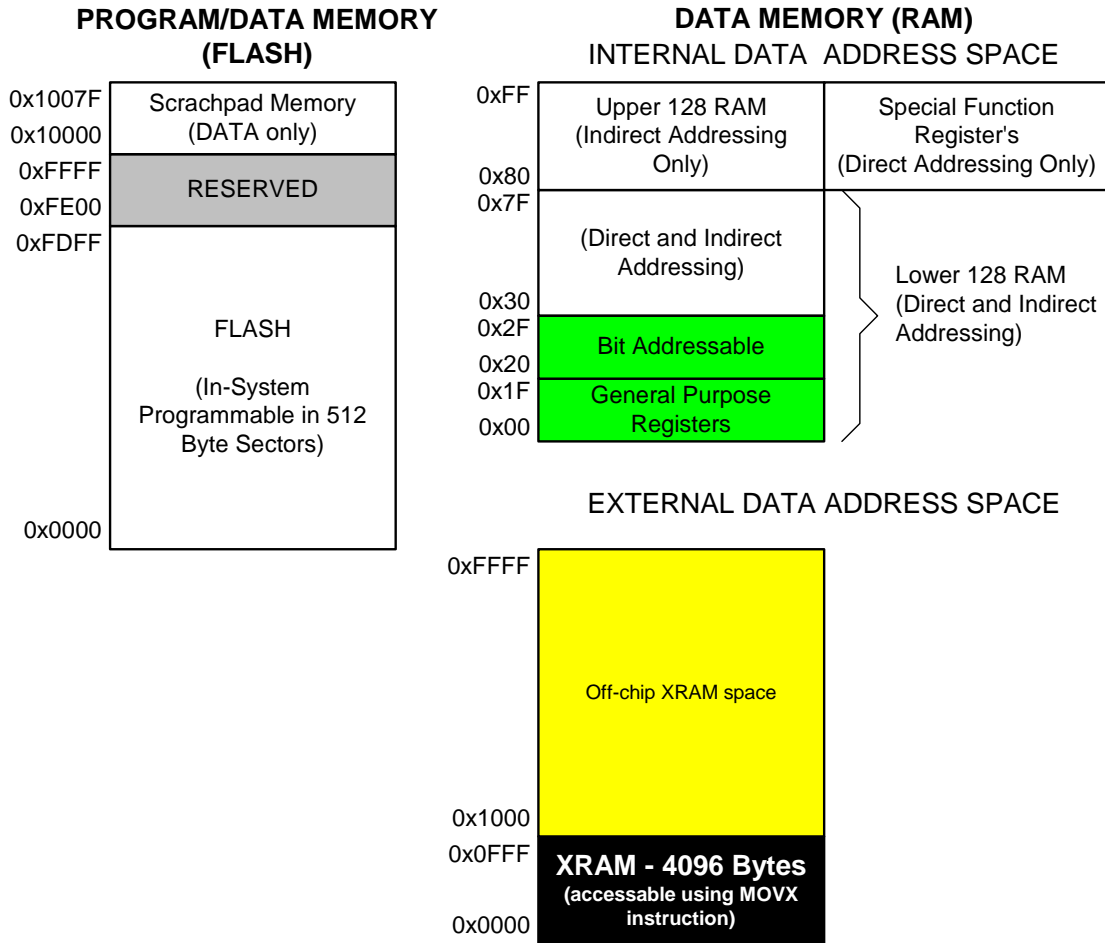 PROGRAM/DATA MEMORY
(FLASH)
0x1007F
Scrachpad Memory
0x10000
(DATA only)
0xFFFF
RESERVED
0xFE00
0xFDFF
FLASH
(In-System
Programmable in 512
Byte Sectors)
0x0000
DATA MEMORY (RAM)
INTERNAL DATA ADDRESS SPACE
0xFF
Upper 128 RAM
(Indirect Addressing
Only)
Special Function
Register's
(Direct Addressing Only)
0x80
0x7F
(Direct and Indirect
Addressing)
0x30
0x2F
Bit Addressable
0x20
0x1F
General Purpose
Registers
0x00
Lower 128 RAM
(Direct and Indirect
Addressing)
EXTERNAL DATA ADDRESS SPACE
0xFFFF
Off-chip XRAM space
0x1000
0x0FFF
XRAM - 4096 Bytes
(accessable using MOVX
instruction)
0x0000